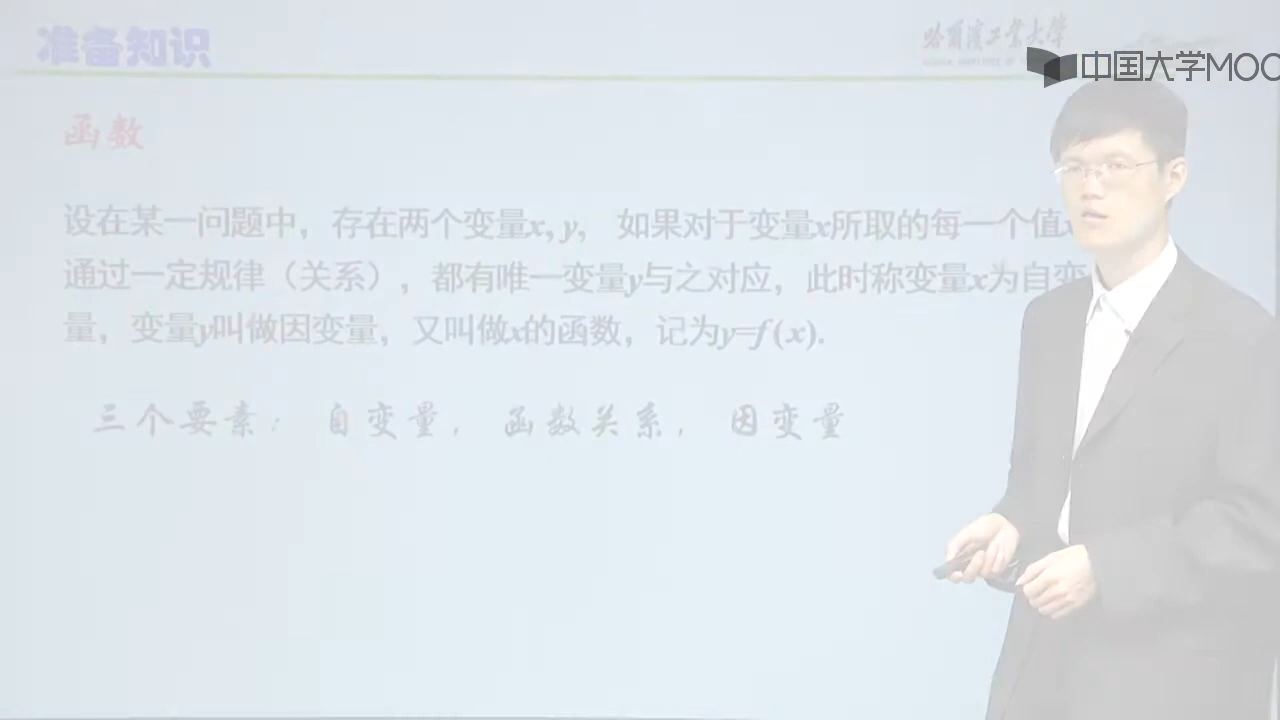 准备知识
哈尔滨工业大学
中国大学MOO
函数
设在某一问题中，存在两个变量x, y， 如果对于变量x所取的每一个值x
通过一定规律（关系），都有唯一变量y与之对应，此时称变量x为自变
量，变量y叫做因变量，又叫做x的函数，记为y=f (x).
三个要素： 自变量， 函数关系， 因变量